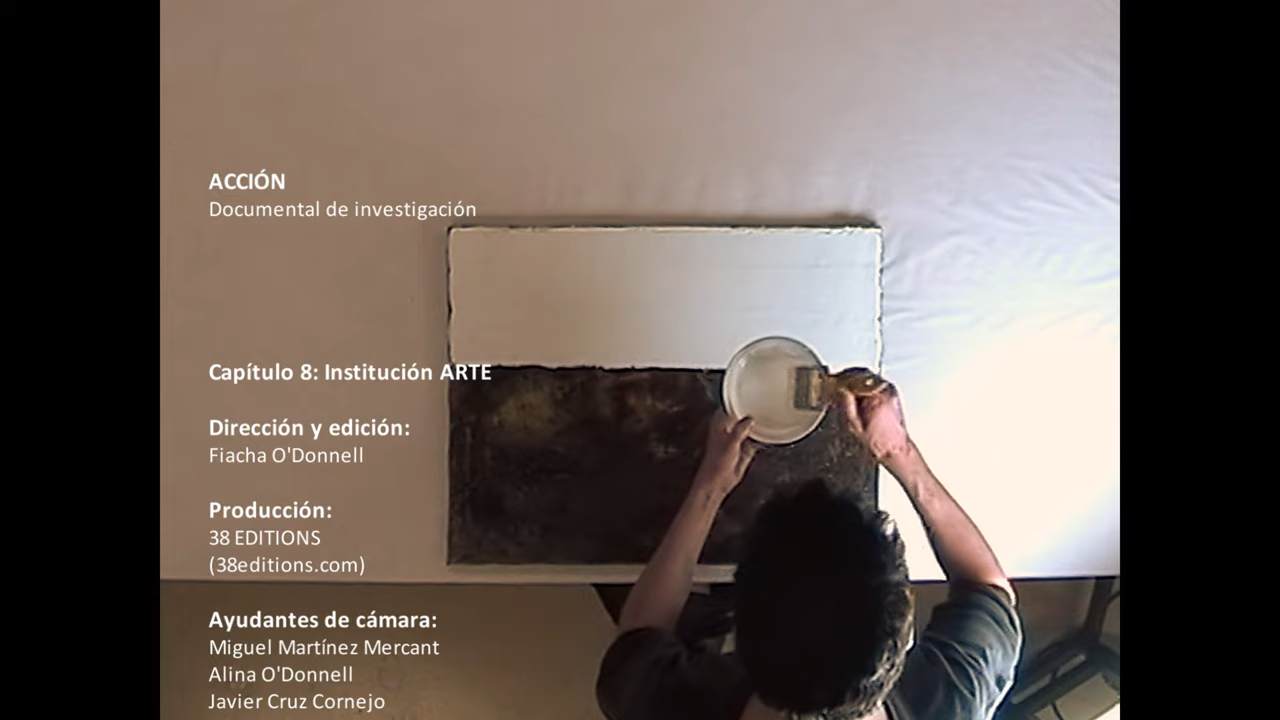 ACCIÓN
Documental de investigación
Capítulo 8: Institución ARTE
Dirección y edición:
Fiacha O'Donnell
Producción:
38 EDITIONS
(38editions.com)
Ayudantes de cámara:
Miguel Martínez Mercant
Alina O'Donnell
Javier Cruz Cornejo